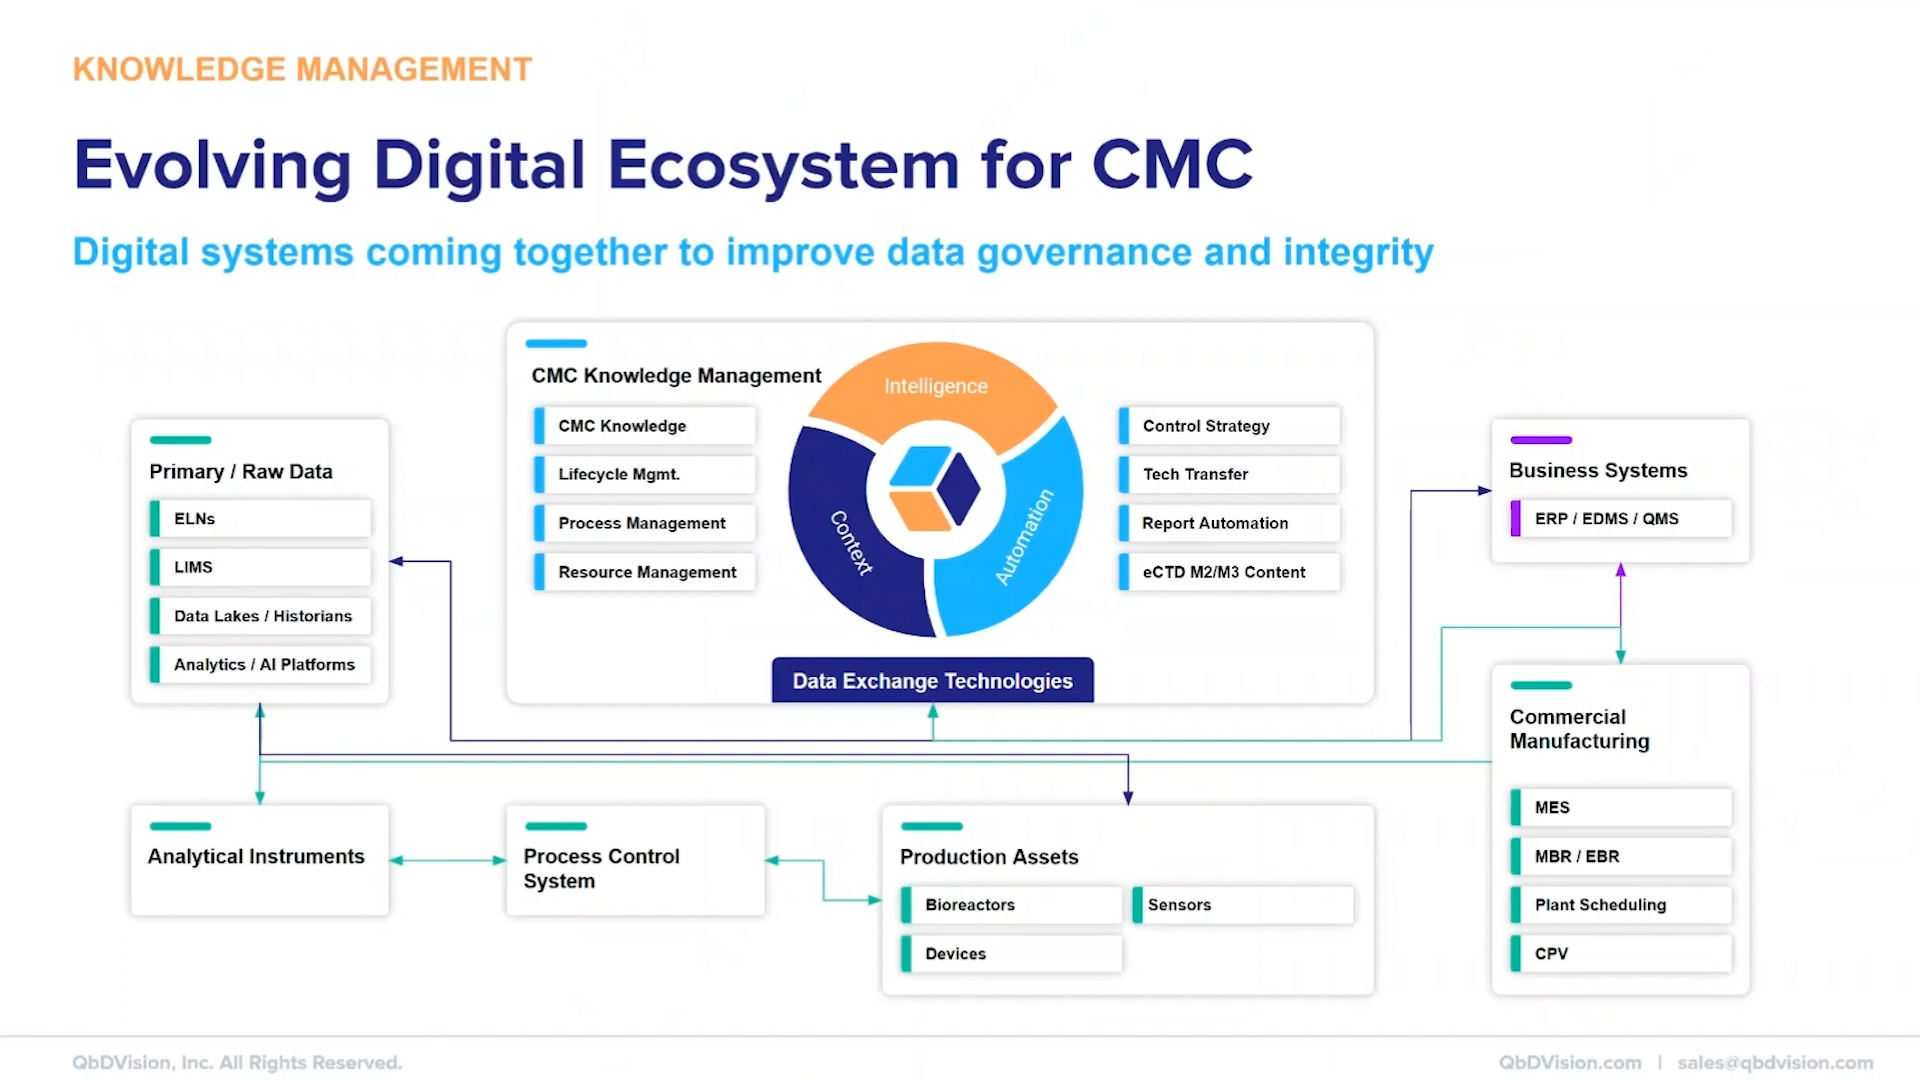 KNOWLEDGE MANAGEMENT
Evolving Digital Ecosystem for CMC
Digital systems coming together to improve data governance and integrity
Primary / Raw Data
ELNs
LIMS
Data Lakes / Historians
Analytics / AI Platforms
CMC Knowledge Management
CMC Knowledge
Lifecycle Mgmt.
Process Management
Resource Management
Intelligence
Context
Automation
Control Strategy
Tech Transfer
Report Automation
eCTD M2/M3 Content
Data Exchange Technologies
Business Systems
ERP / EDMS / QMS
Commercial
Manufacturing
MES
MBR / EBR
Plant Scheduling
CPV
Analytical Instruments
Process Control
System
Production Assets
Bioreactors
Sensors
Devices
QbDVision, Inc. All Rights Reserved.
QbDVision.com | sales@qbdvision.com